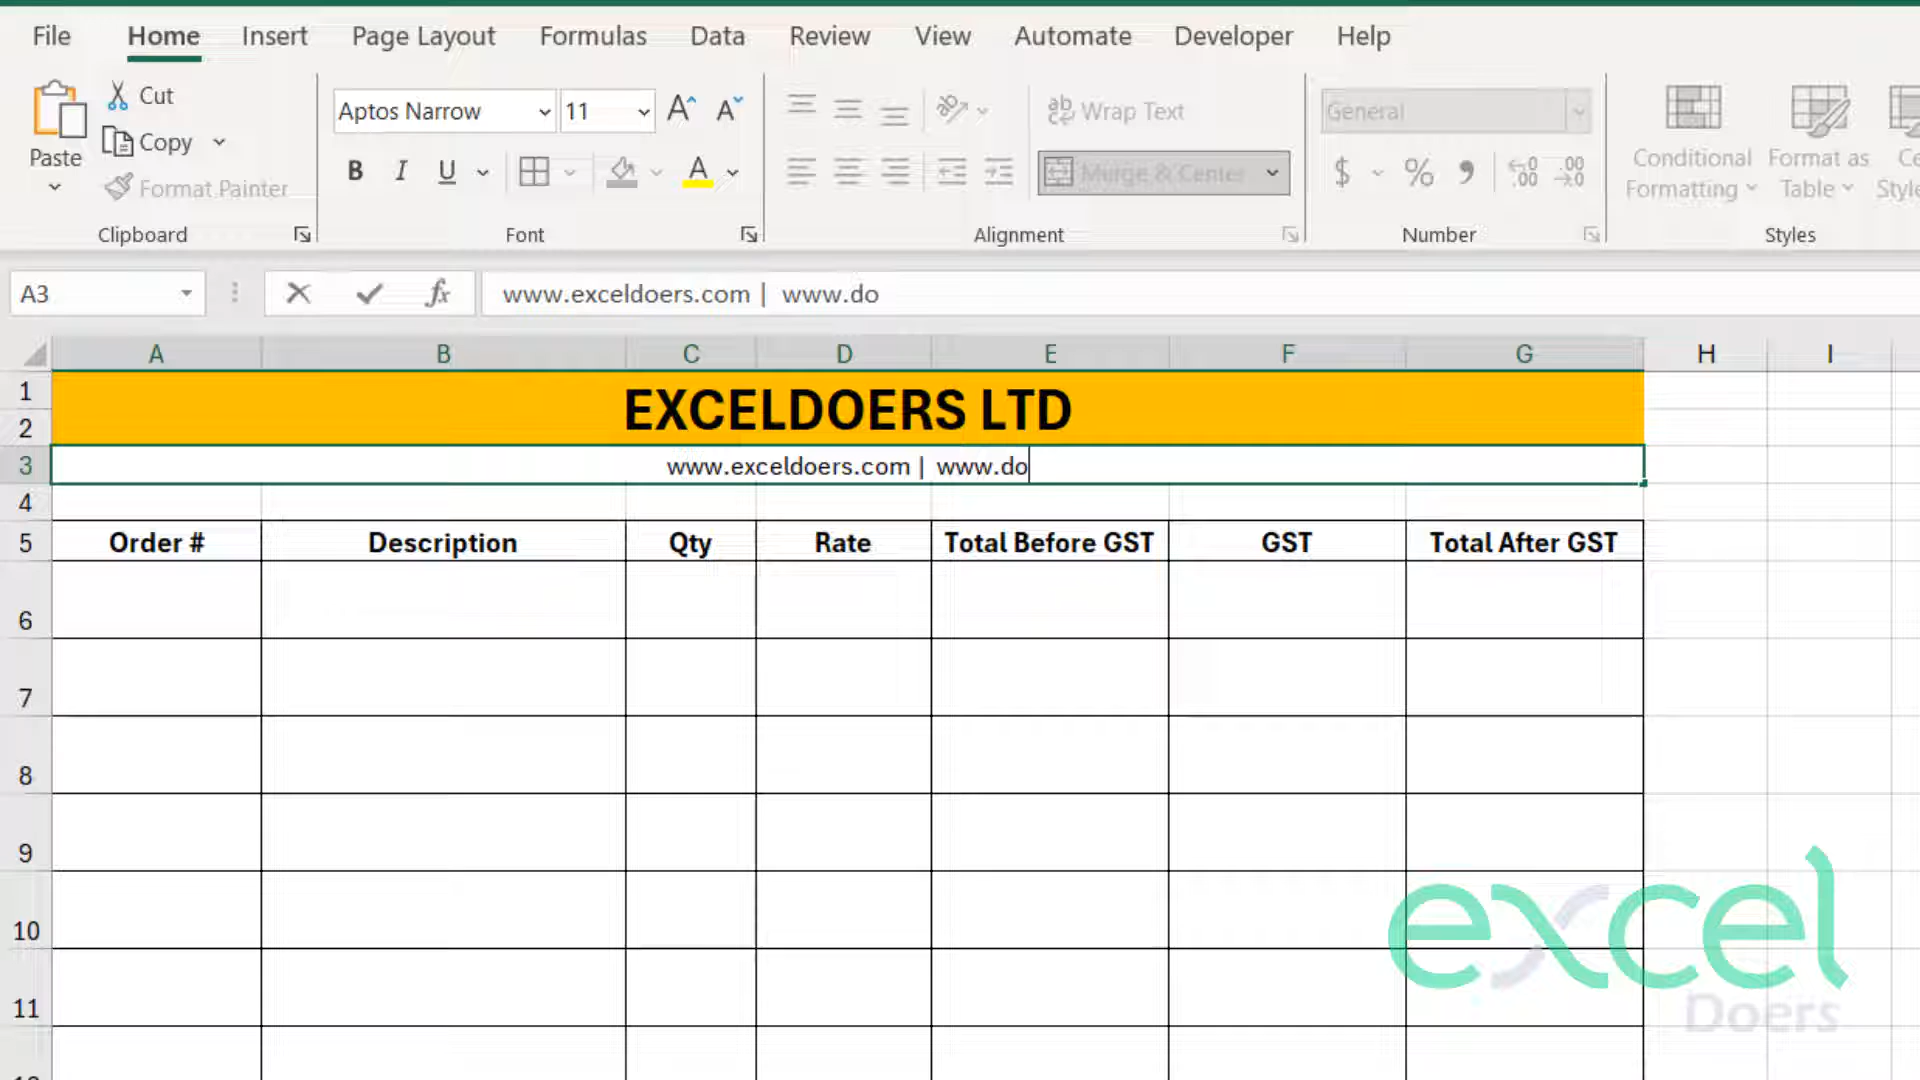 File Home Insert Page Layout Formulas Data Review View Automate Developer Help
Paste
Cut
Copy
Format Painter
Clipboard
Aptos Narrow 11
B I U
Font
Wrap Text
Merge & Center
Alignment
General
$ % 9
Number
Conditional Formatting
Format as Table
Styles
A3 fx www.exceldoers.com | www.do
A B C D E F G H I
1
2
EXCELDOERS LTD
3 www.exceldoers.com | www.do
4
5 Order # Description Qty Rate Total Before GST GST Total After GST
6
7
8
9
10
11
excel
Doers